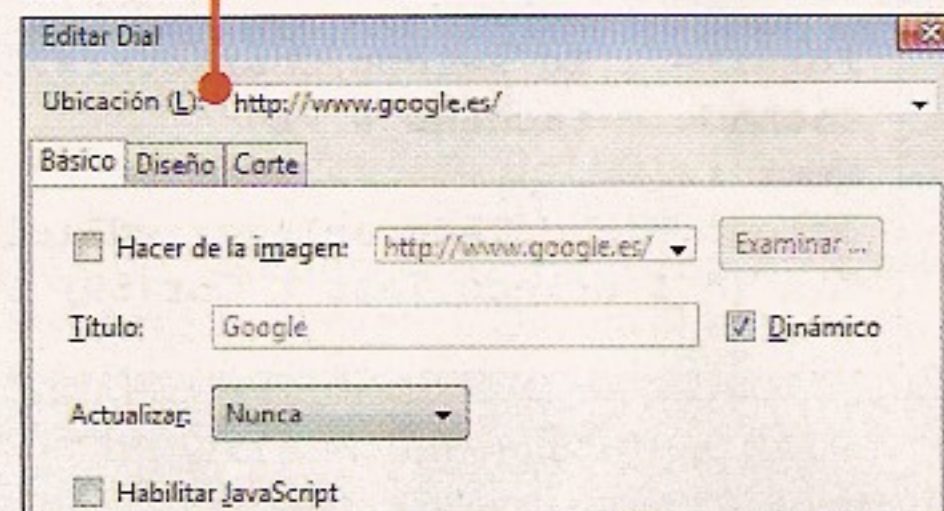 Editar Dial
Ubicación (L): http://www.google.es/
Básico Diseño Corte
Hacer de la imagen: http://www.google.es/ Examinar ...
Título: Google Dinámico
Actualizar: Nunca
Habilitar JavaScript